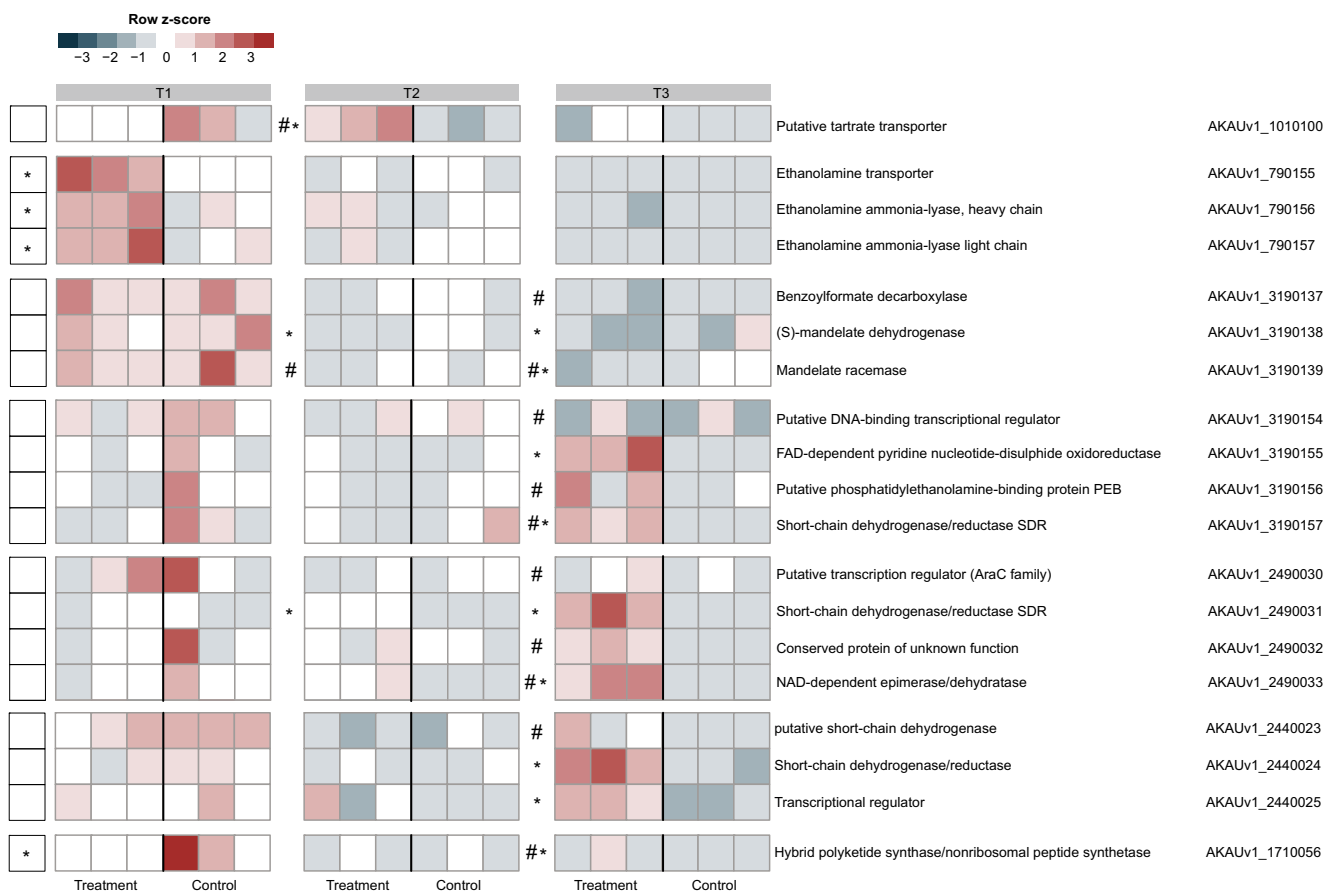 Row z-score
−3 −2 −1 0 1 2 3
T1 T2 T3
#* Putative tartrate transporter AKAUv1_1010100
* Ethanolamine transporter AKAUv1_790155
* Ethanolamine ammonia-lyase, heavy chain AKAUv1_790156
* Ethanolamine ammonia-lyase light chain AKAUv1_790157
# Benzoylformate decarboxylase AKAUv1_3190137
* * (S)-mandelate dehydrogenase AKAUv1_3190138
# #* Mandelate racemase AKAUv1_3190139
# Putative DNA-binding transcriptional regulator AKAUv1_3190154
* FAD-dependent pyridine nucleotide-disulphide oxidoreductase AKAUv1_3190155
# Putative phosphatidylethanolamine-binding protein PEB AKAUv1_3190156
#* Short-chain dehydrogenase/reductase SDR AKAUv1_3190157
# Putative transcription regulator (AraC family) AKAUv1_2490030
* * Short-chain dehydrogenase/reductase SDR AKAUv1_2490031
# Conserved protein of unknown function AKAUv1_2490032
#* NAD-dependent epimerase/dehydratase AKAUv1_2490033
# putative short-chain dehydrogenase AKAUv1_2440023
* Short-chain dehydrogenase/reductase AKAUv1_2440024
* Transcriptional regulator AKAUv1_2440025
* #* Hybrid polyketide synthase/nonribosomal peptide synthetase AKAUv1_1710056
Treatment Control Treatment Control Treatment Control